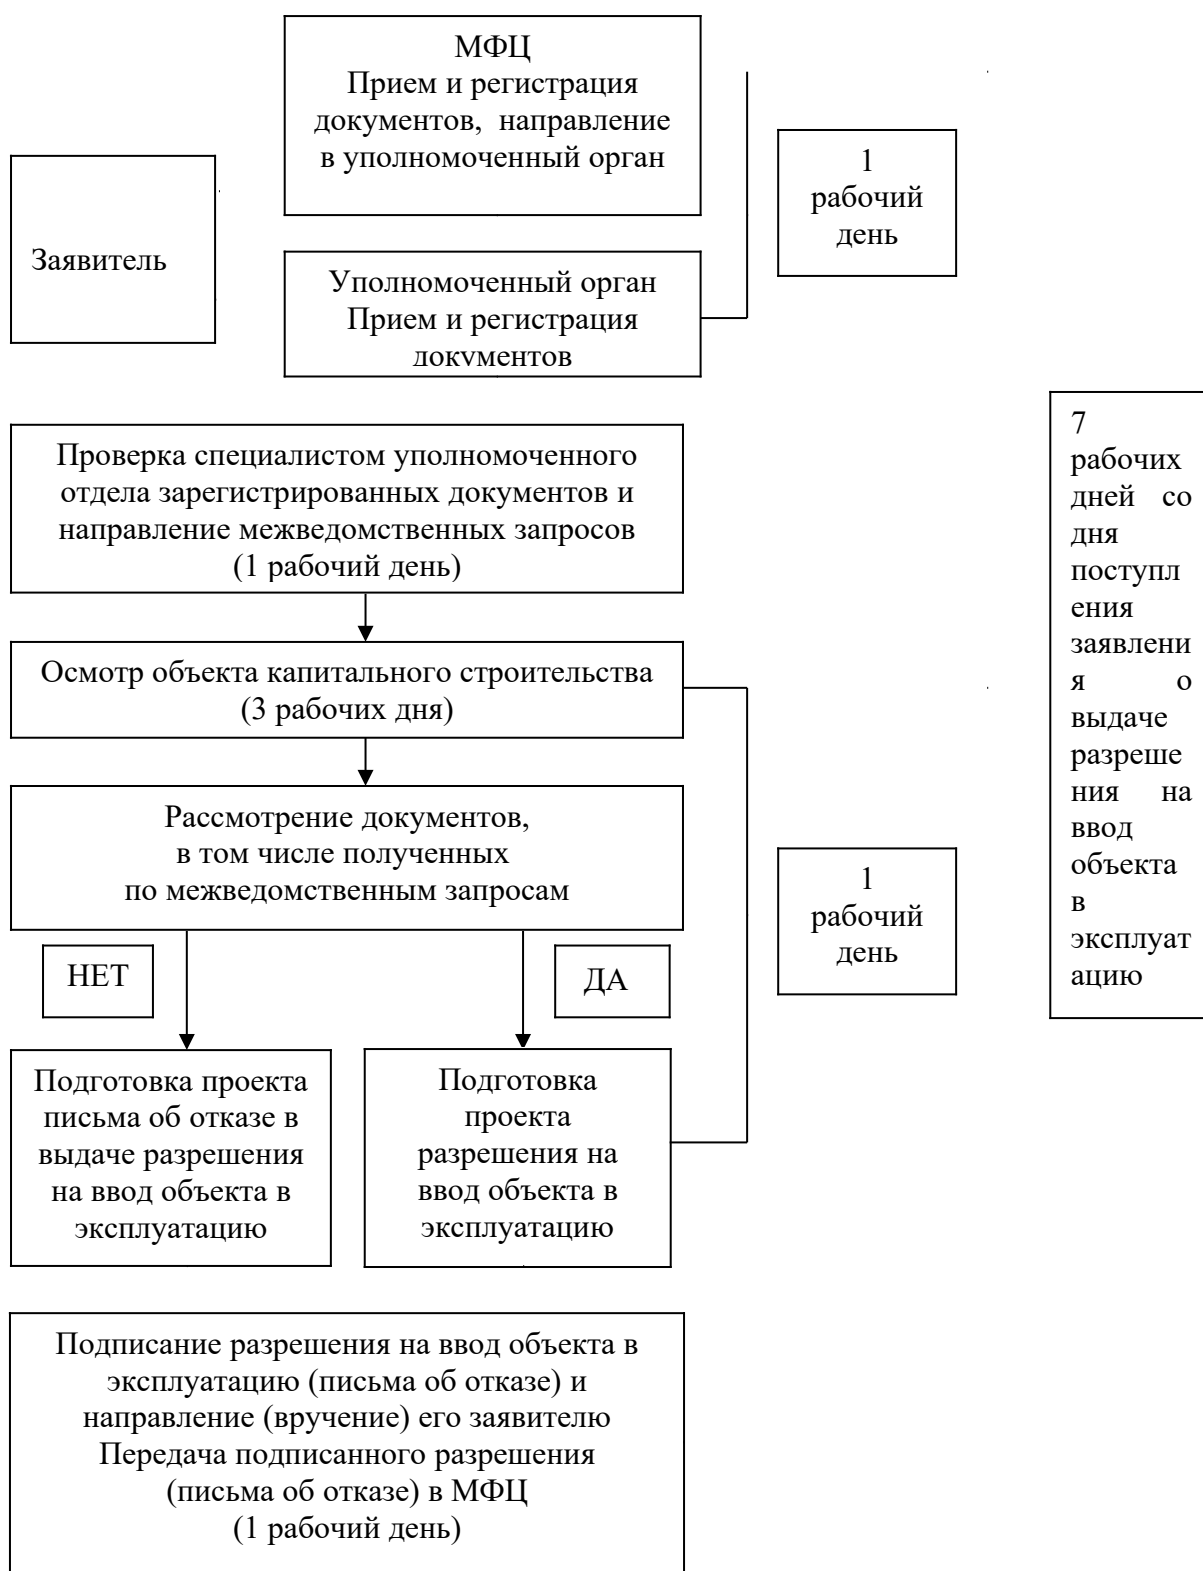 МФЦ
Прием и регистрация
документов, направление
в уполномоченный орган
1
рабочий
день
Заявитель
Уполномоченный орган
Прием и регистрация
документов
7
рабочих
дней со
дня
поступл
ения
заявлени
я о
выдаче
разреше
ния на
ввод
объекта
в
эксплуат
ацию
Проверка специалистом уполномоченного
отдела зарегистрированных документов и
направление межведомственных запросов
(1 рабочий день)
Осмотр объекта капитального строительства
(3 рабочих дня)
Рассмотрение документов,
в том числе полученных
по межведомственным запросам
1
рабочий
день
НЕТ
ДА
Подготовка проекта
письма об отказе в
выдаче разрешения
на ввод объекта в
эксплуатацию
Подготовка
проекта
разрешения на
ввод объекта в
эксплуатацию
Подписание разрешения на ввод объекта в
эксплуатацию (письма об отказе) и
направление (вручение) его заявителю
Передача подписанного разрешения
(письма об отказе) в МФЦ
(1 рабочий день)